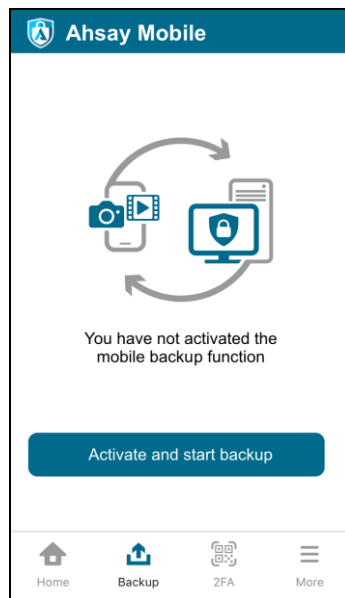 Ahsay Mobile
You have not activated the
mobile backup function
Activate and start backup
Home
Backup
2FA
More